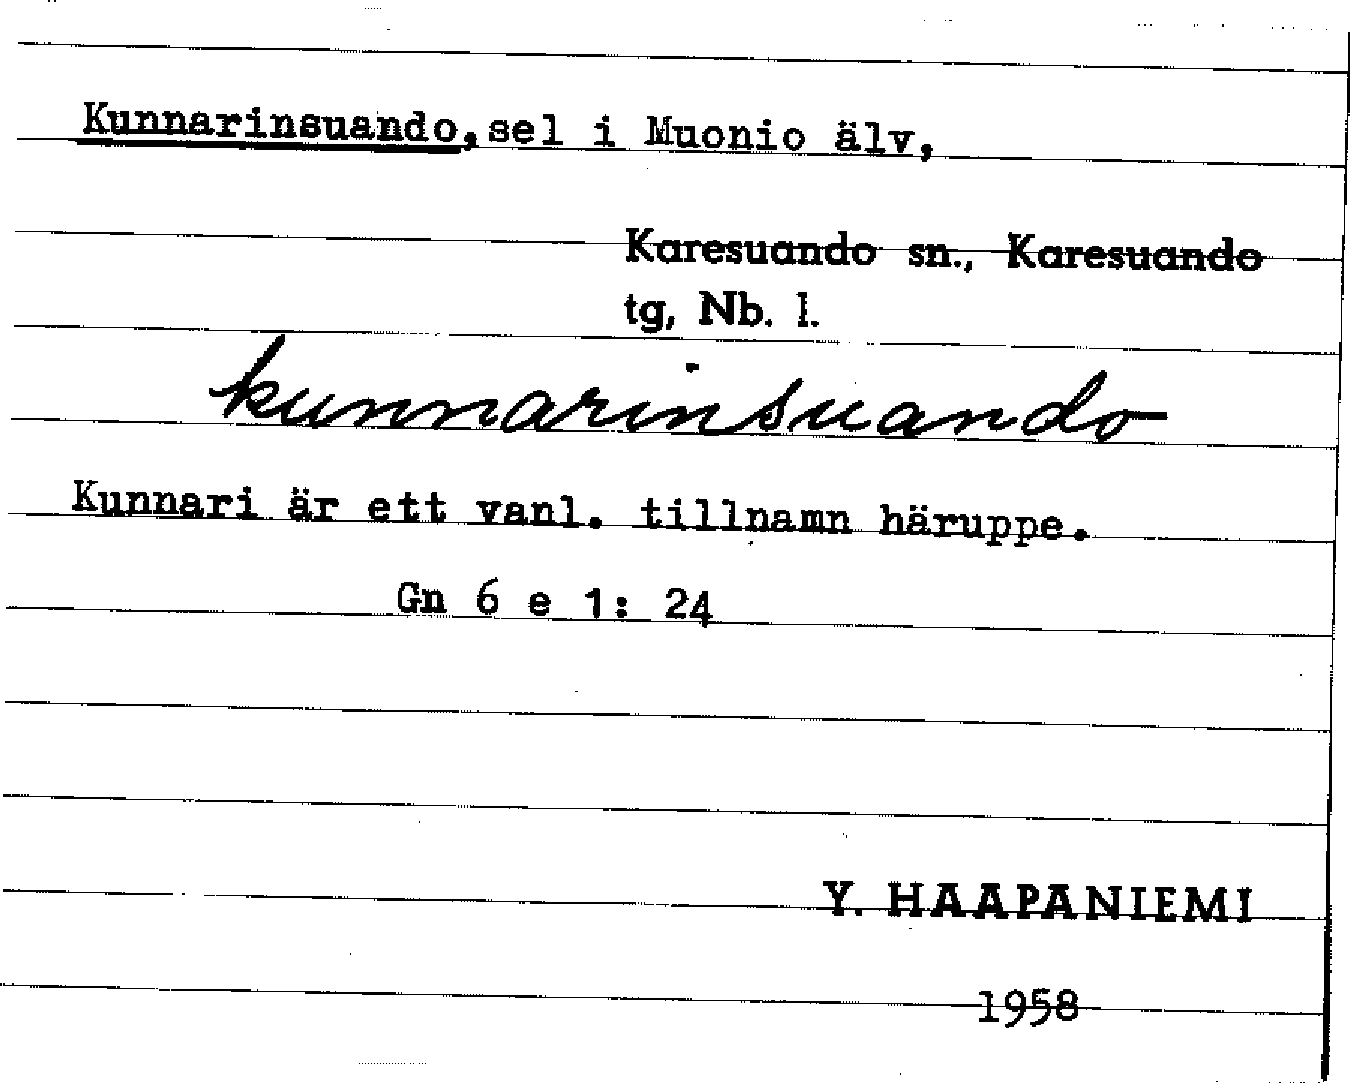 Kunnarinsuando, sel i Muonio älv,
Karesuando sn., Karesuando
tg, Nb. l.
kunnarinsuando
Kunnari är ett vanl. tillnamn häruppe.
Gn 6 e 1: 24
Y. HAAPANIEMI
1958